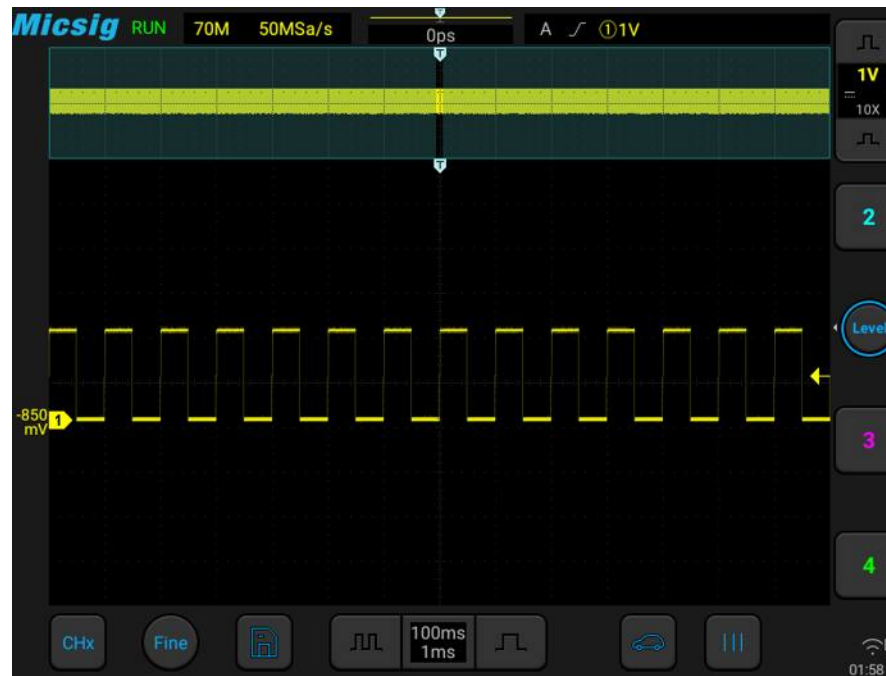 Micsig RUN 70M 50MSa/s 0ps A ①1V
T
1V
10X
T
2
Level
-850
mV
1
3
4
CHx Fine 100ms
1ms
01:58